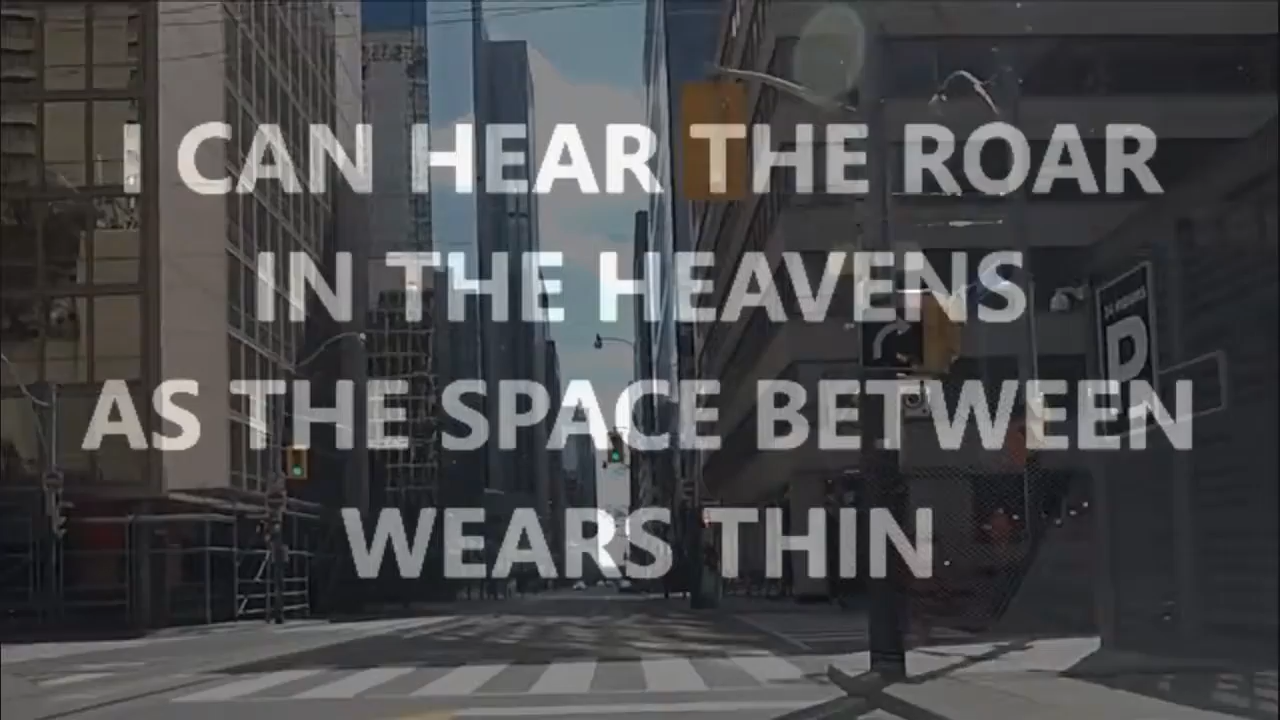 I CAN HEAR THE ROAR
IN THE HEAVENS
AS THE SPACE BETWEEN
WEARS THIN
P